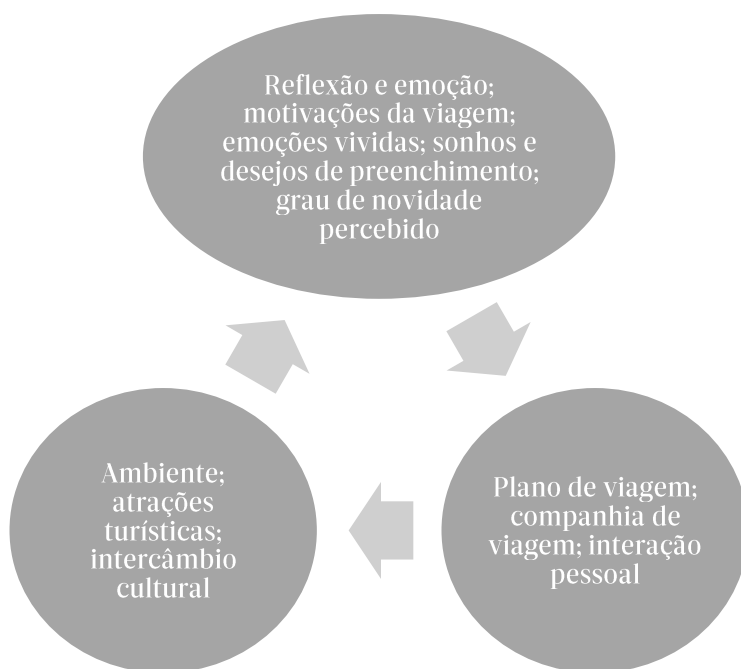 Reflexão e emoção;
motivações da viagem;
emoções vividas; sonhos e
desejos de preenchimento;
grau de novidade
percebido
Ambiente;
atrações
turísticas;
intercâmbio
cultural
Plano de viagem;
companhia de
viagem; interação
pessoal